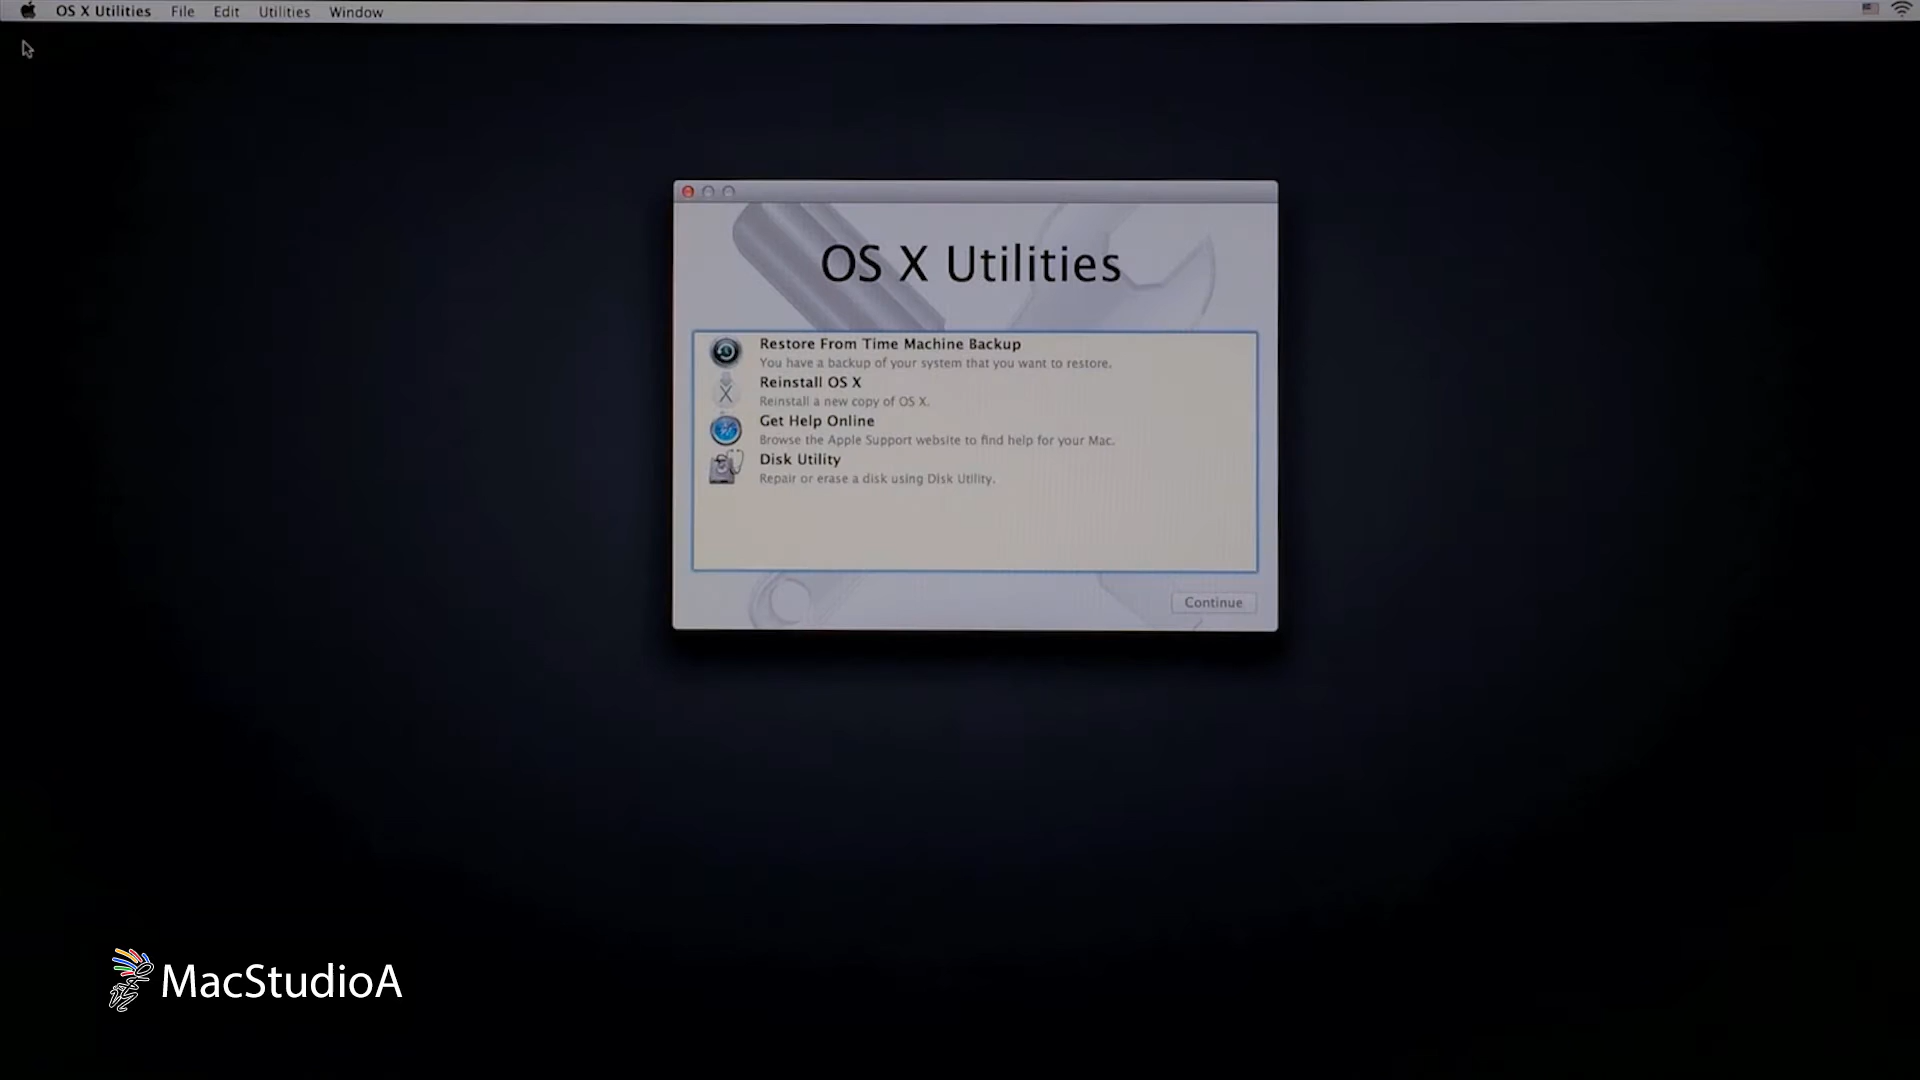 OS X Utilities File Edit Utilities Window
OS X Utilities
Restore From Time Machine Backup
You have a backup of your system that you want to restore.
Reinstall OS X
Reinstall a new copy of OS X.
Get Help Online
Browse the Apple Support website to find help for your Mac.
Disk Utility
Repair or erase a disk using Disk Utility.
Continue
MacStudioA